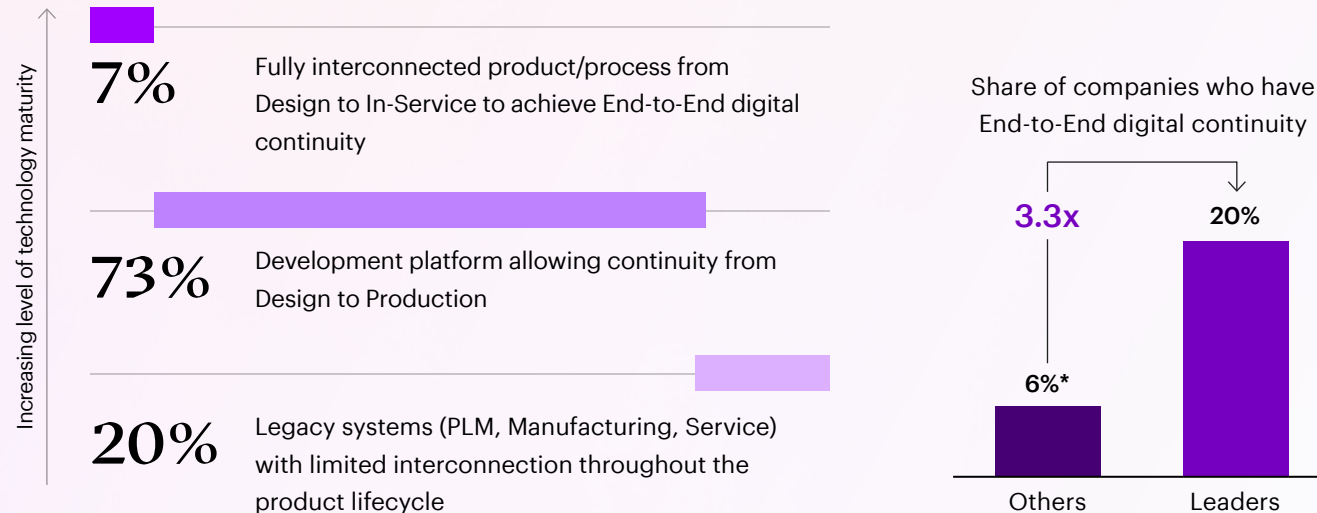 Increasing level of technology maturity
7%
Fully interconnected product/process from
Design to In-Service to achieve End-to-End digital
continuity
73%
Development platform allowing continuity from
Design to Production
20%
Legacy systems (PLM, Manufacturing, Service)
with limited interconnection throughout the
product lifecycle
Share of companies who have
End-to-End digital continuity
3.3x
20%
6%*
Others
Leaders